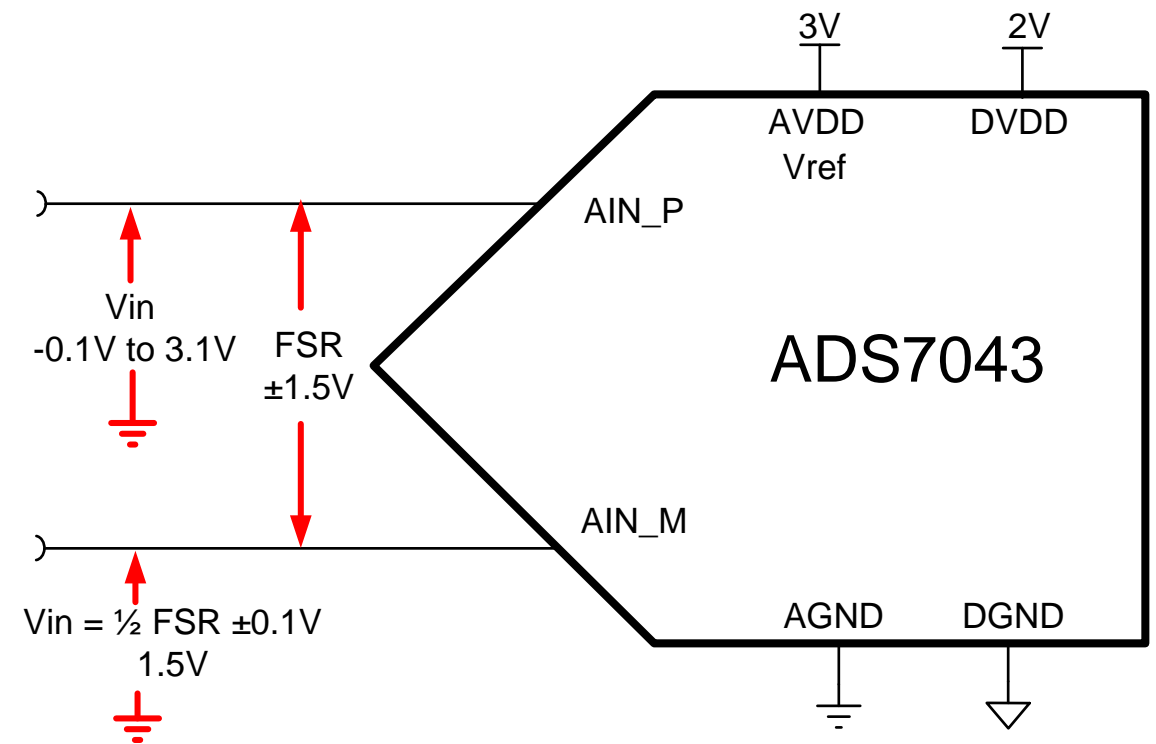 3V
2V
AVDD
DVDD
Vref
AIN_P
Vin
-0.1V to 3.1V
FSR
±1.5V
ADS7043
AIN_M
Vin = ½ FSR ±0.1V
1.5V
AGND
DGND